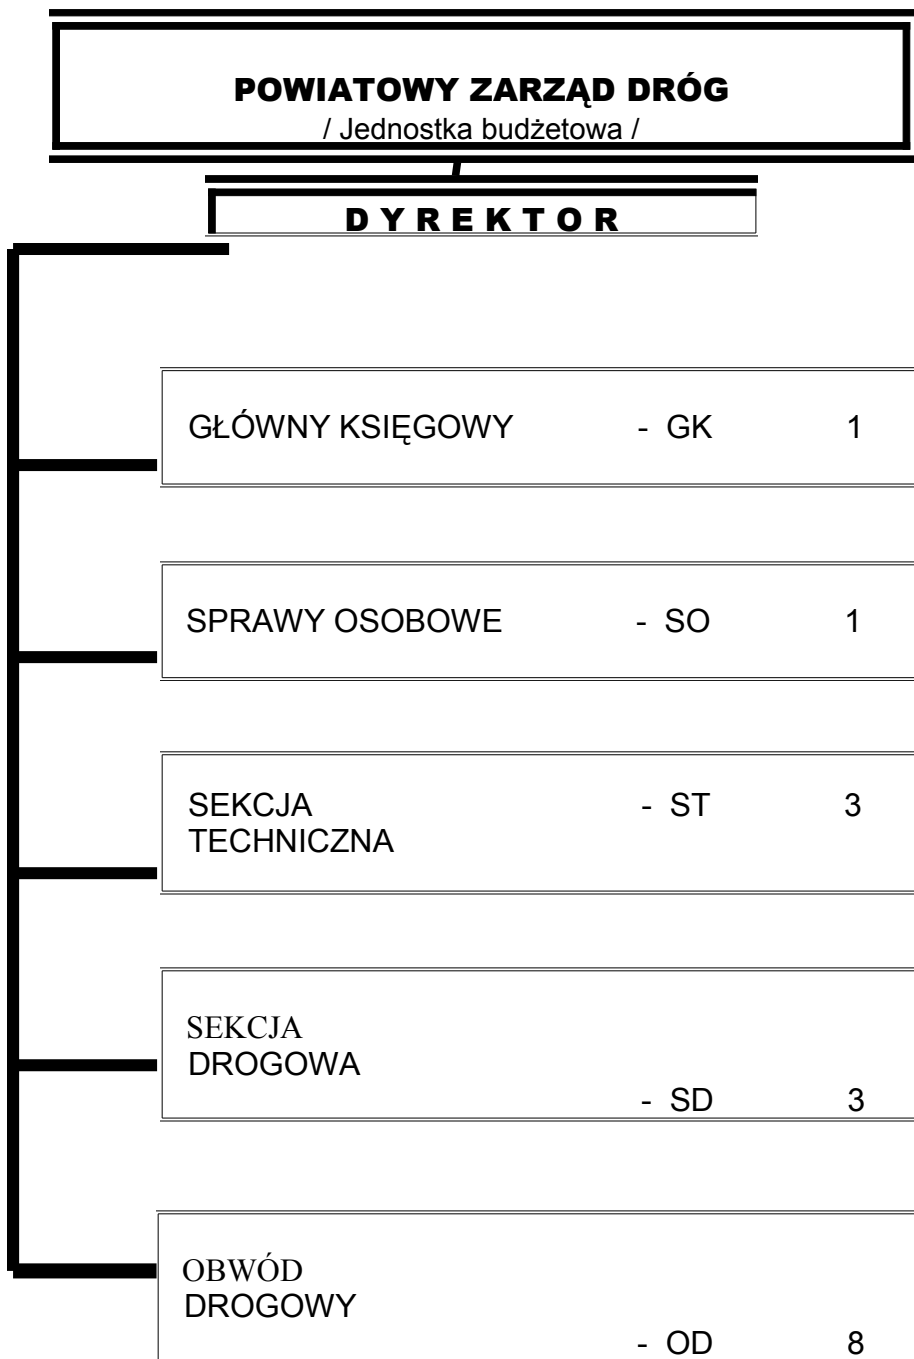 POWIATOWY ZARZĄD DRÓG
/ Jednostka budżetowa /
D Y R E K T O R
GŁÓWNY KSIĘGOWY - GK 1
SPRAWY OSOBOWE - SO 1
SEKCJA - ST 3
TECHNICZNA
SEKCJA
DROGOWA
- SD 3
OBWÓD
DROGOWY
- OD 8